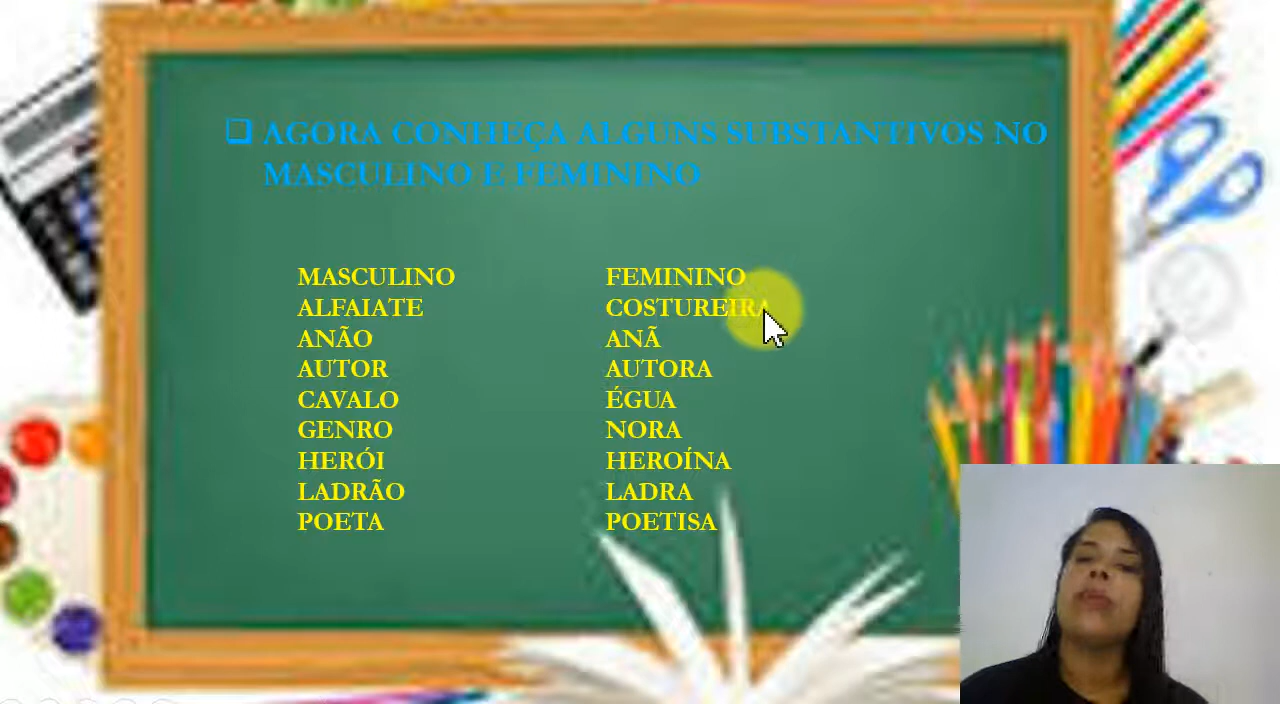 AGORA CONHEÇA ALGUNS SUBSTANTIVOS NO
MASCULINO E FEMININO
MASCULINO FEMININO
ALFAIATE COSTUREIRA
ANÃO ANÃ
AUTOR AUTORA
CAVALO ÉGUA
GENRO NORA
HERÓI HEROÍNA
LADRÃO LADRA
POETA POETISA